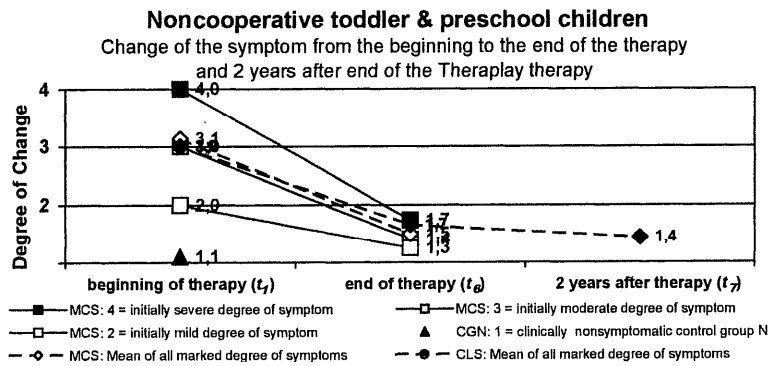 Noncooperative toddler & preschool children
Change of the symptom from the beginning to the end of the therapy
and 2 years after end of the Theraplay therapy
Degree of Change
4
3
2
1
4,0
3,1
2,0
1,1
1,7
1,3
1,4
beginning of therapy (t1)
end of therapy (t6)
2 years after therapy (t7)
MCS: 4 = initially severe degree of symptom
MCS: 3 = initially moderate degree of symptom
MCS: 2 = initially mild degree of symptom
CGN: 1 = clinically nonsymptomatic control group N
MCS: Mean of all marked degree of symptoms
CLS: Mean of all marked degree of symptoms